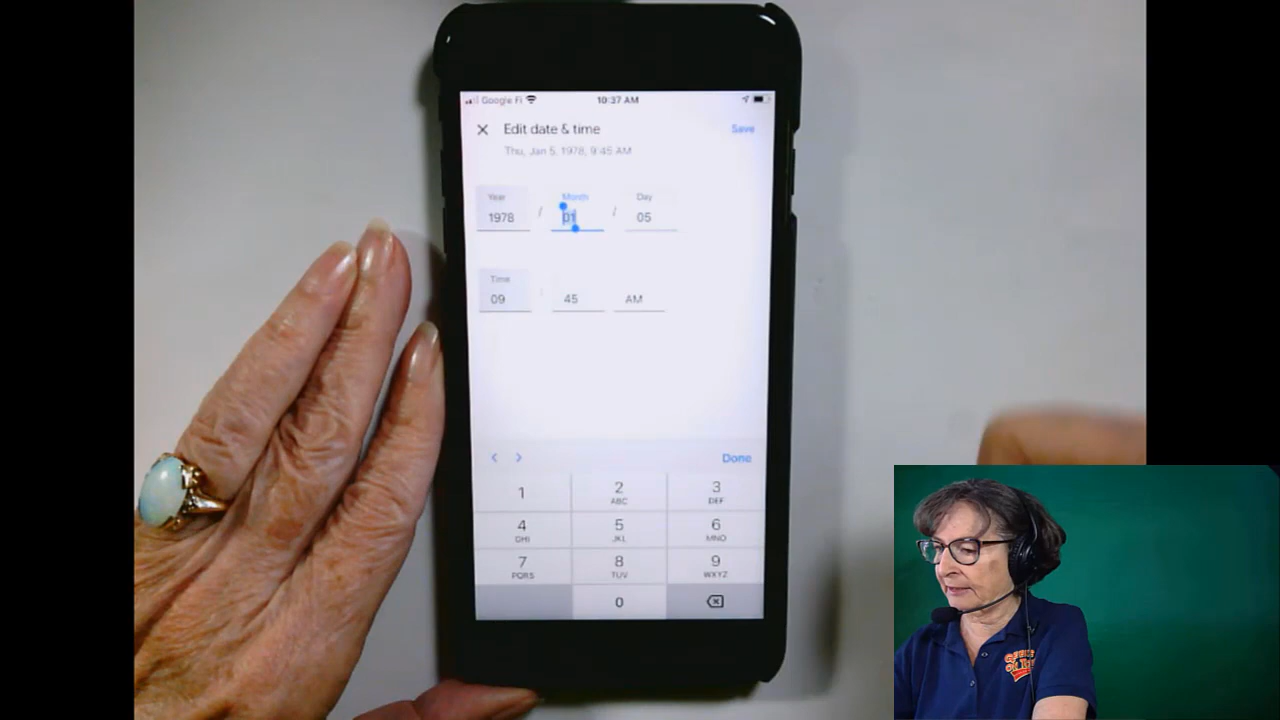 Google Fi 10:37 AM
Edit date & time Save
Thu, Jan 5, 1978, 9:45 AM
Year Month Day
1978 / 01 / 05
Time
09 : 45 AM
Done
1 2 3
ABC DEF
4 5 6
GHI JKL MNO
7 8 9
PQRS TUV WXYZ
0